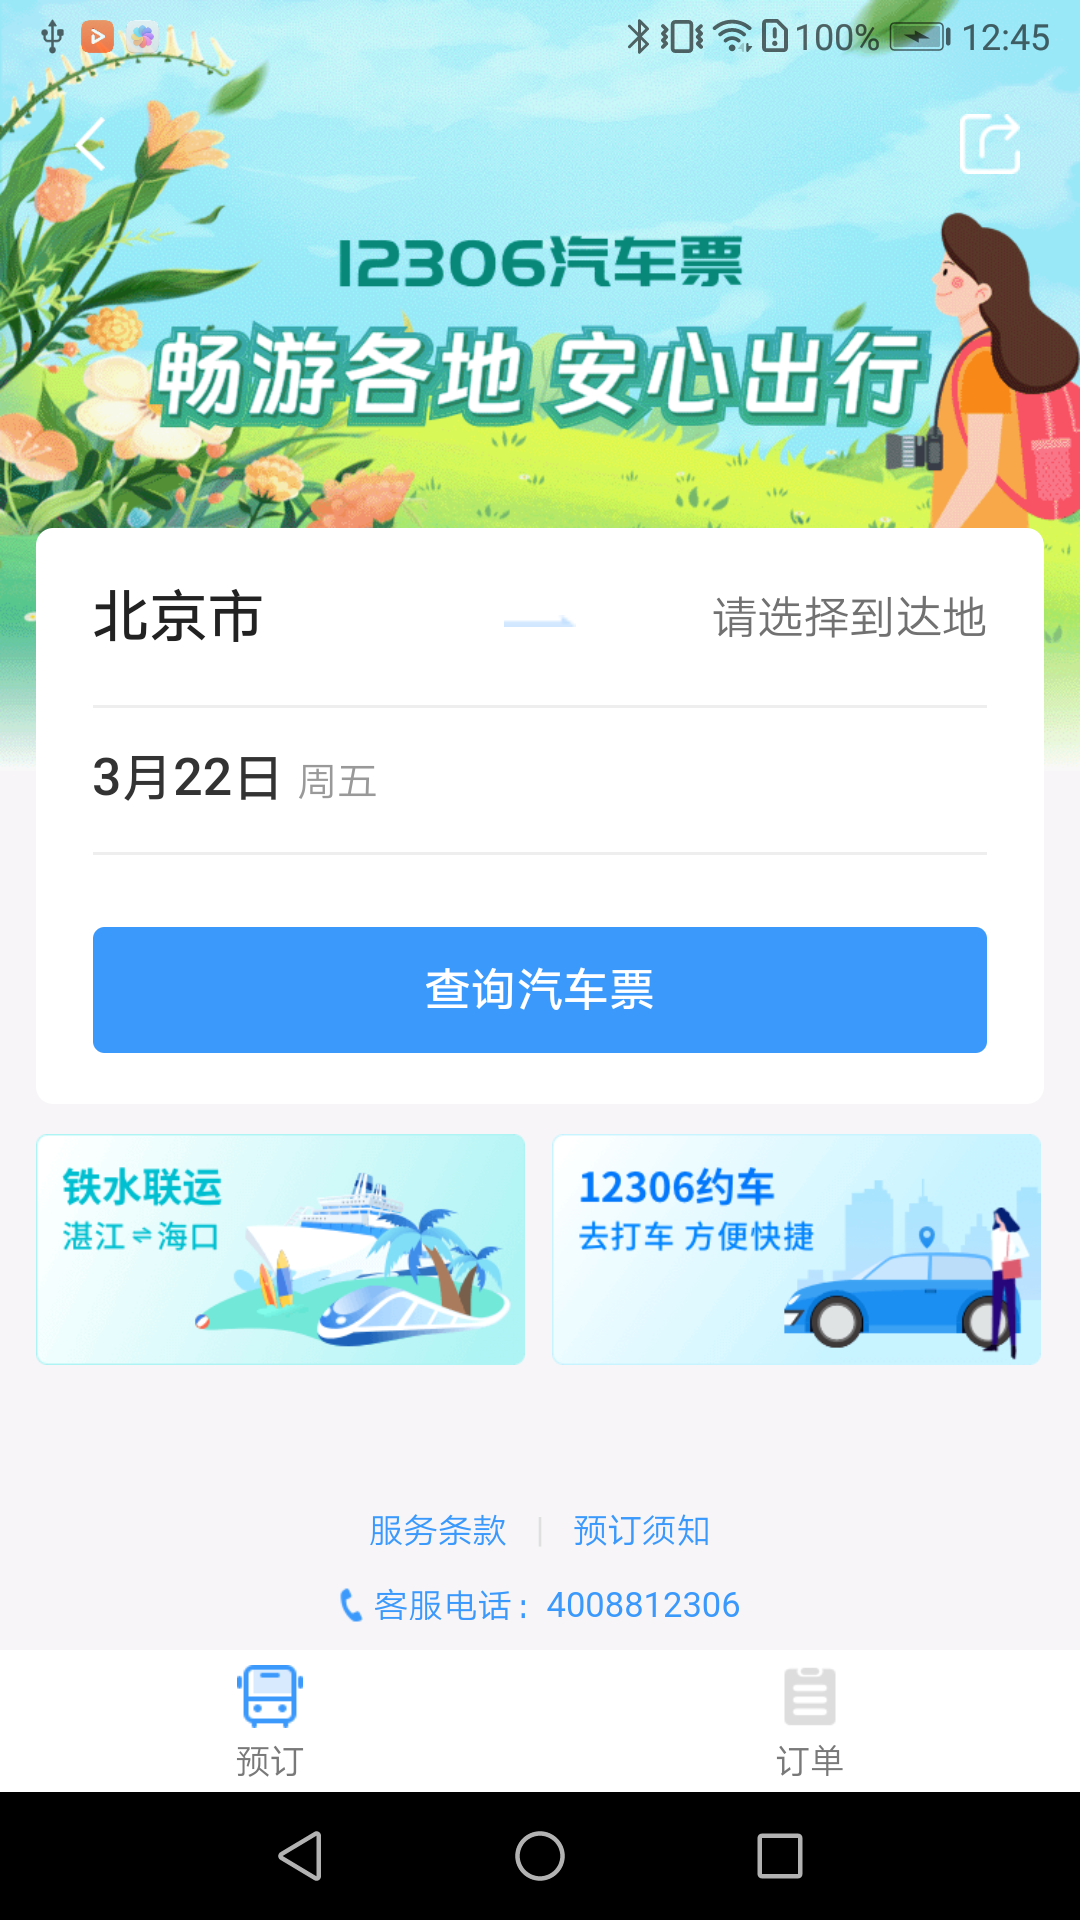 100% 12:45
12306汽车票
畅游各地 安心出行
北京市 请选择到达地
3月22日 周五
查询汽车票
铁水联运
湛江⇌海口
12306约车
去打车 方便快捷
服务条款 | 预订须知
客服电话：4008812306
预订 订单